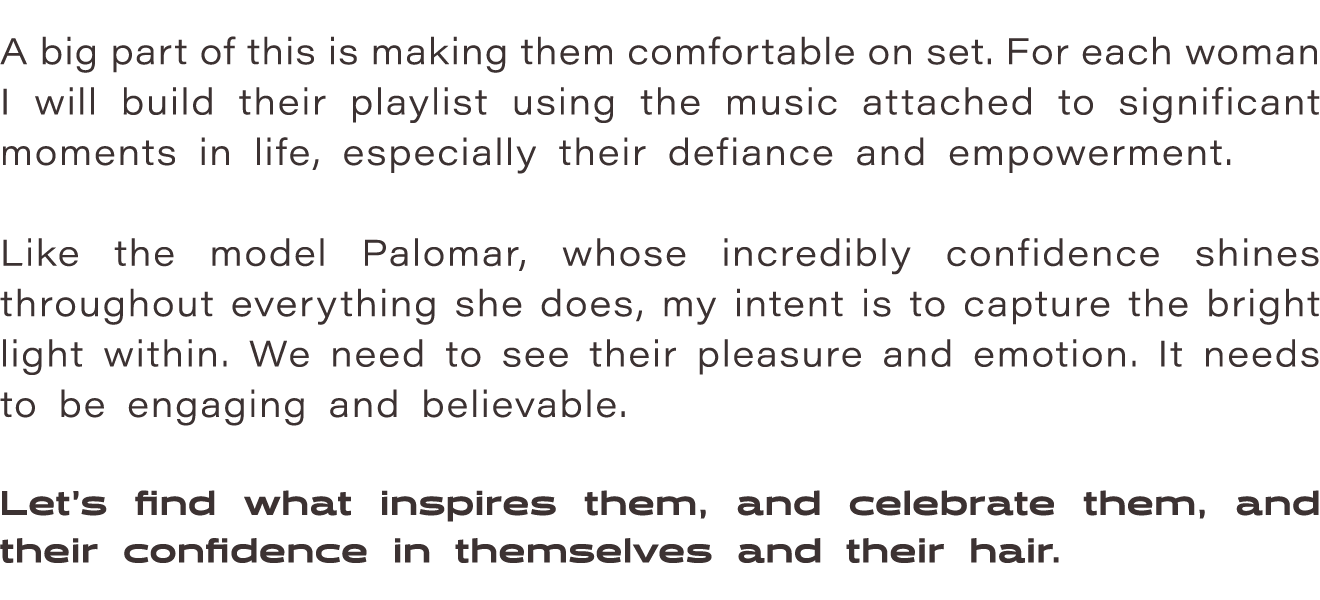 A big part of this is making them comfortable on set. For each woman
I will build their playlist using the music attached to significant
moments in life, especially their defiance and empowerment.
Like the model Palomar, whose incredibly confidence shines
throughout everything she does, my intent is to capture the bright
light within. We need to see their pleasure and emotion. It needs
to be engaging and believable.
Let's find what inspires them, and celebrate them, and
their confidence in themselves and their hair.